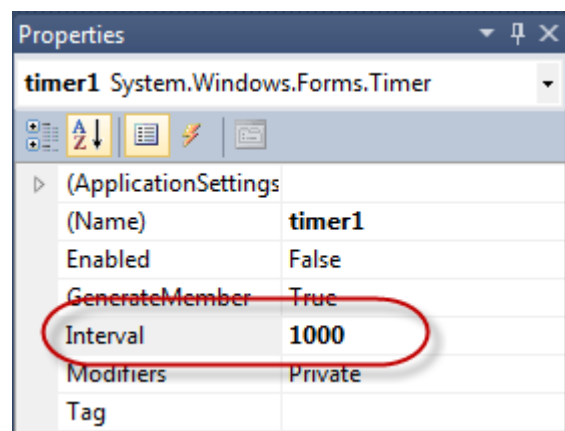 Properties
timer1 System.Windows.Forms.Timer
(ApplicationSettings
(Name) timer1
Enabled False
GenerateMember True
Interval 1000
Modifiers Private
Tag